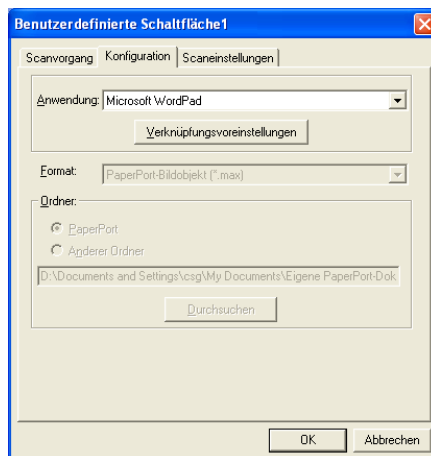 Benutzerdefinierte Schaltfläche1
Scanvorgang Konfiguration Scaneinstellungen
Anwendung: Microsoft WordPad
Verknüpfungsvoreinstellungen
Format: PaperPort-Bildobjekt (*.max)
Ordner:
PaperPort
Anderer Ordner
D:\Documents and Settings\csg\My Documents\Eigene PaperPort-Dok
Durchsuchen
OK Abbrechen